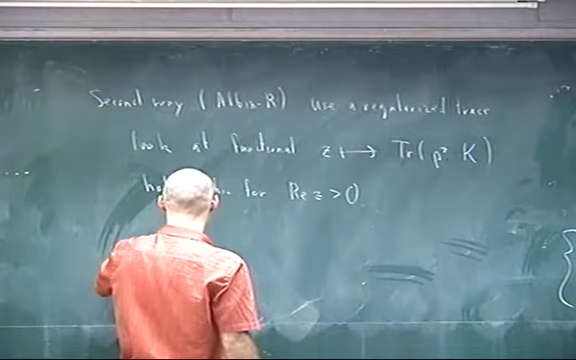 Second way (Albin-R) use a regularized trace
look at functional z ↦ Tr(ρ^z K)
for Re z > 0